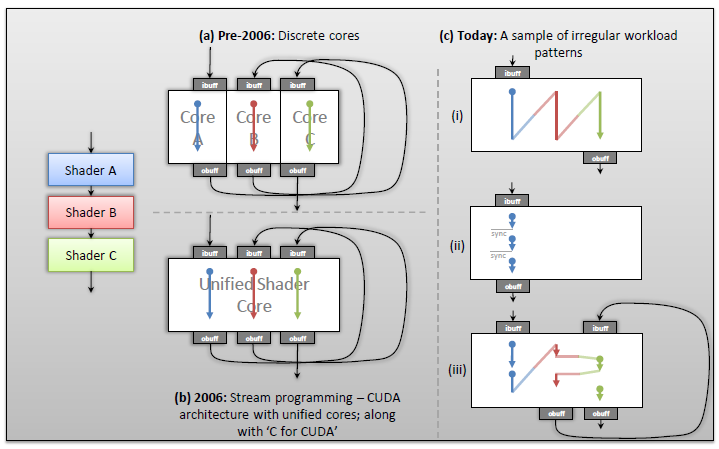 (a) Pre-2006: Discrete cores
ibuff ibuff ibuff
Core A
Core B
Core C
obuff obuff obuff
Shader A
Shader B
Shader C
ibuff ibuff ibuff
Unified Shader
Core
obuff obuff obuff
(b) 2006: Stream programming – CUDA
architecture with unified cores; along
with ‘C for CUDA’
(c) Today: A sample of irregular workload
patterns
ibuff
(i)
obuff
ibuff
sync
(ii)
sync
obuff
ibuff ibuff
(iii)
obuff obuff